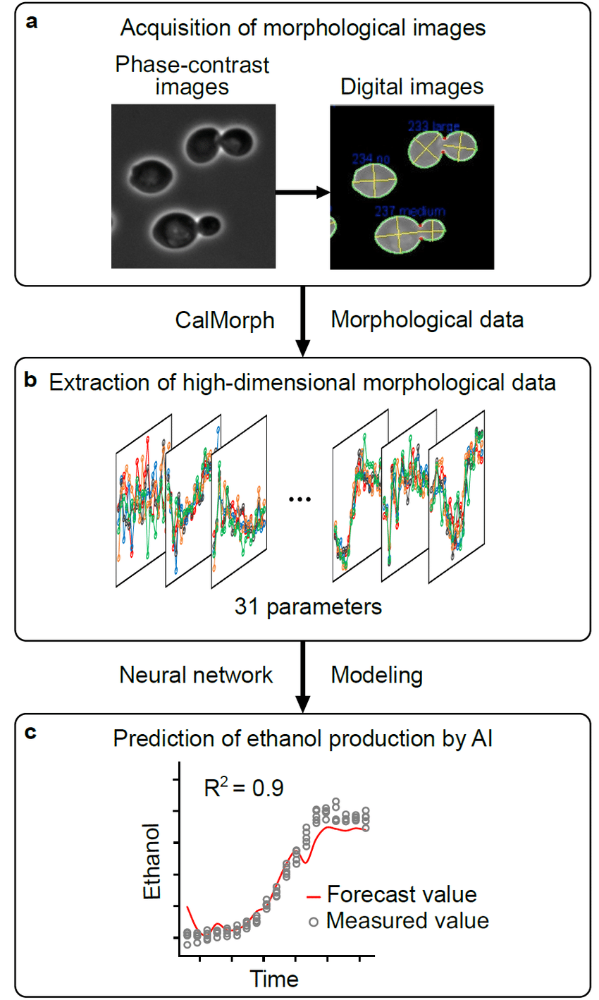 a
Acquisition of morphological images
Phase-contrast
images
Digital images
233 large
234 no
237 medium
CalMorph
Morphological data
b
Extraction of high-dimensional morphological data
...
31 parameters
Neural network
Modeling
c
Prediction of ethanol production by AI
R² = 0.9
Ethanol
Forecast value
Measured value
Time